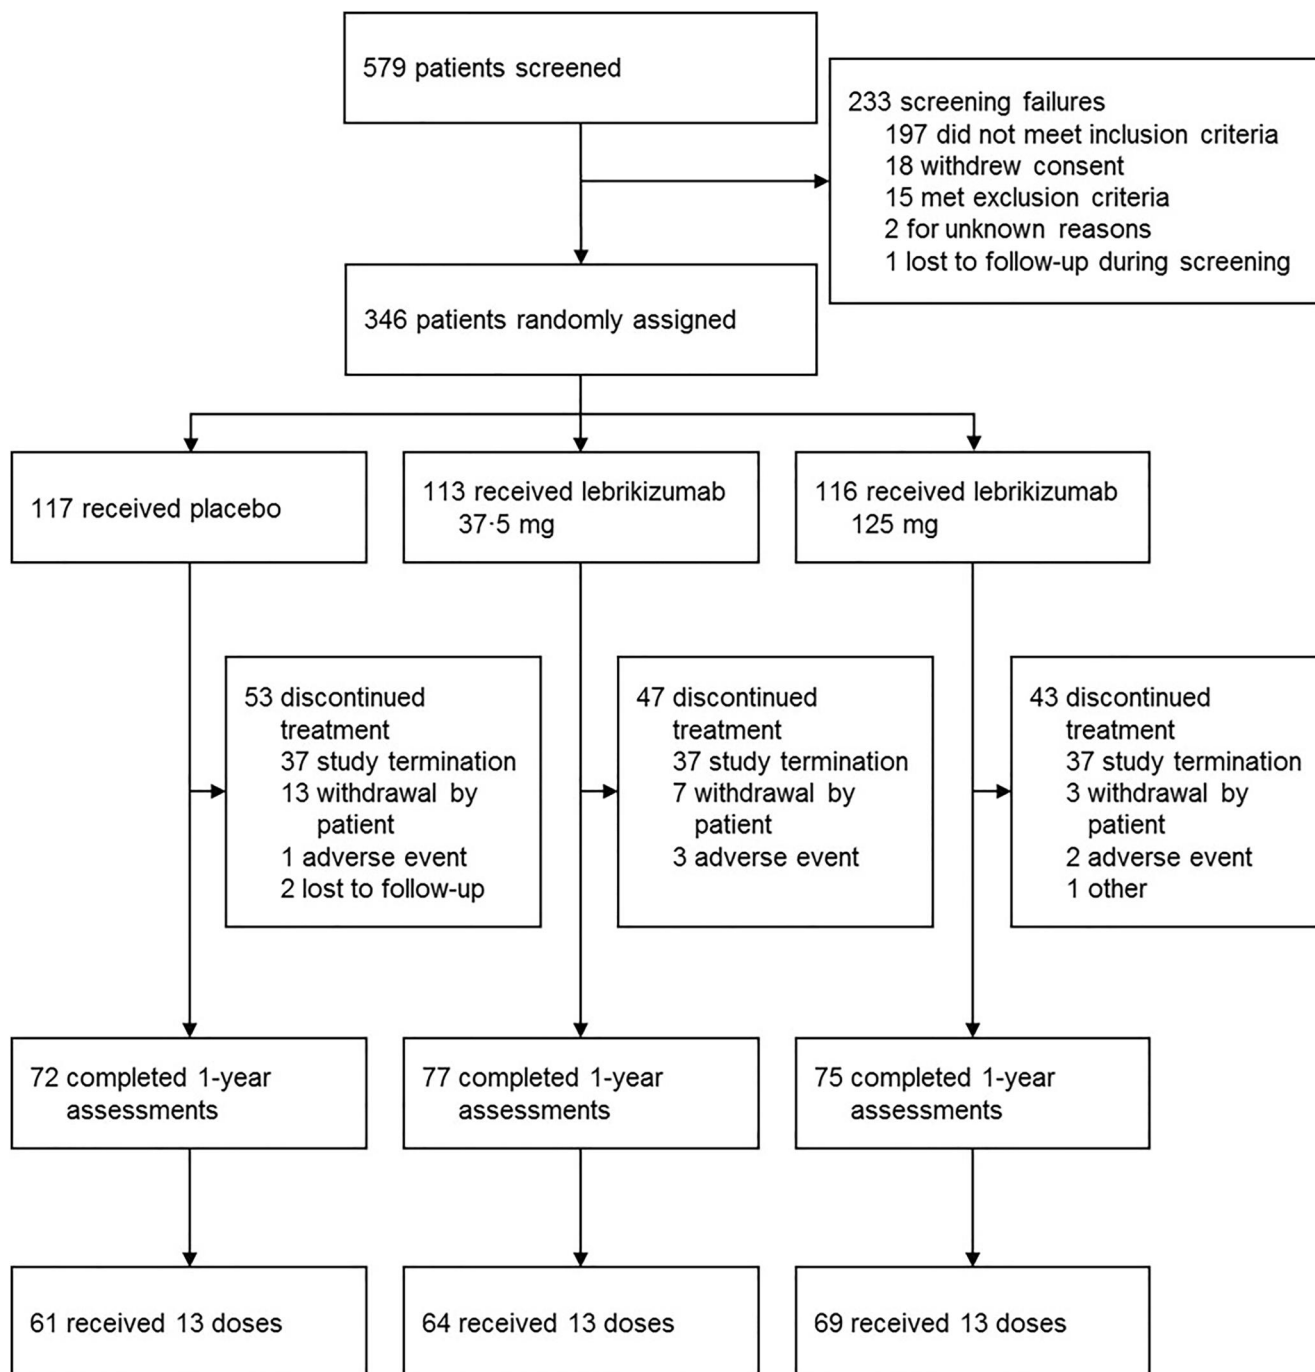 579 patients screened
233 screening failures
197 did not meet inclusion criteria
18 withdrew consent
15 met exclusion criteria
2 for unknown reasons
1 lost to follow-up during screening
346 patients randomly assigned
117 received placebo
113 received lebrikizumab
37·5 mg
116 received lebrikizumab
125 mg
53 discontinued
treatment
37 study termination
13 withdrawal by
patient
1 adverse event
2 lost to follow-up
47 discontinued
treatment
37 study termination
7 withdrawal by
patient
3 adverse event
43 discontinued
treatment
37 study termination
3 withdrawal by
patient
2 adverse event
1 other
72 completed 1-year
assessments
77 completed 1-year
assessments
75 completed 1-year
assessments
61 received 13 doses
64 received 13 doses
69 received 13 doses